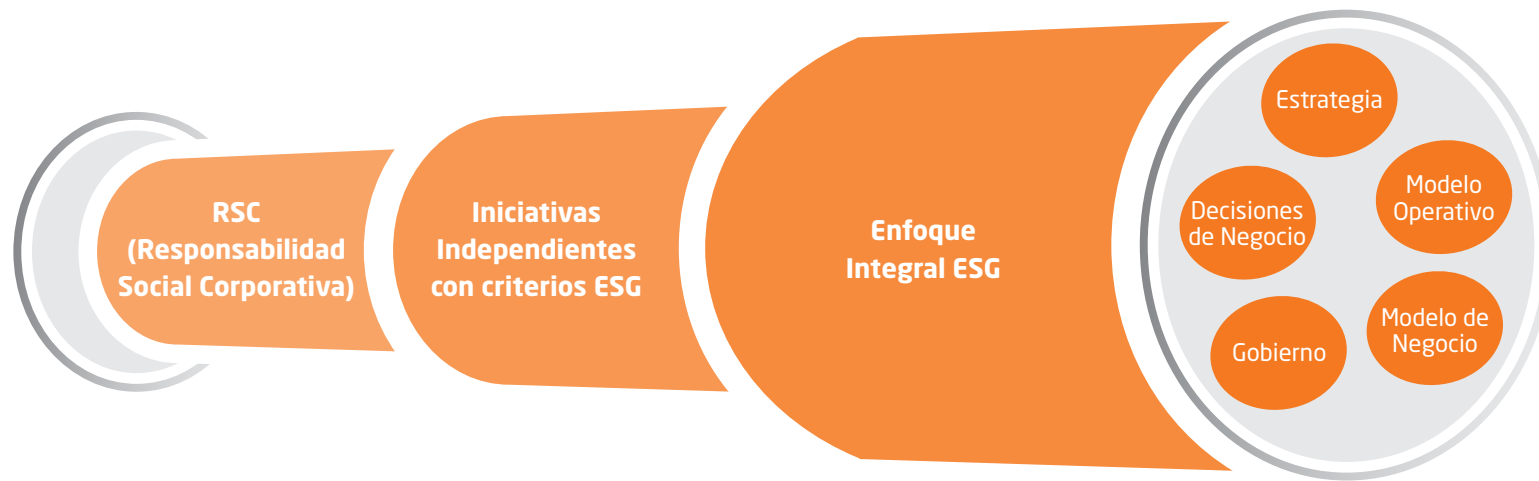 RSC
(Responsabilidad
Social Corporativa)
Iniciativas
Independientes
con criterios ESG
Enfoque
Integral ESG
Estrategia
Decisiones
de Negocio
Modelo
Operativo
Gobierno
Modelo de
Negocio